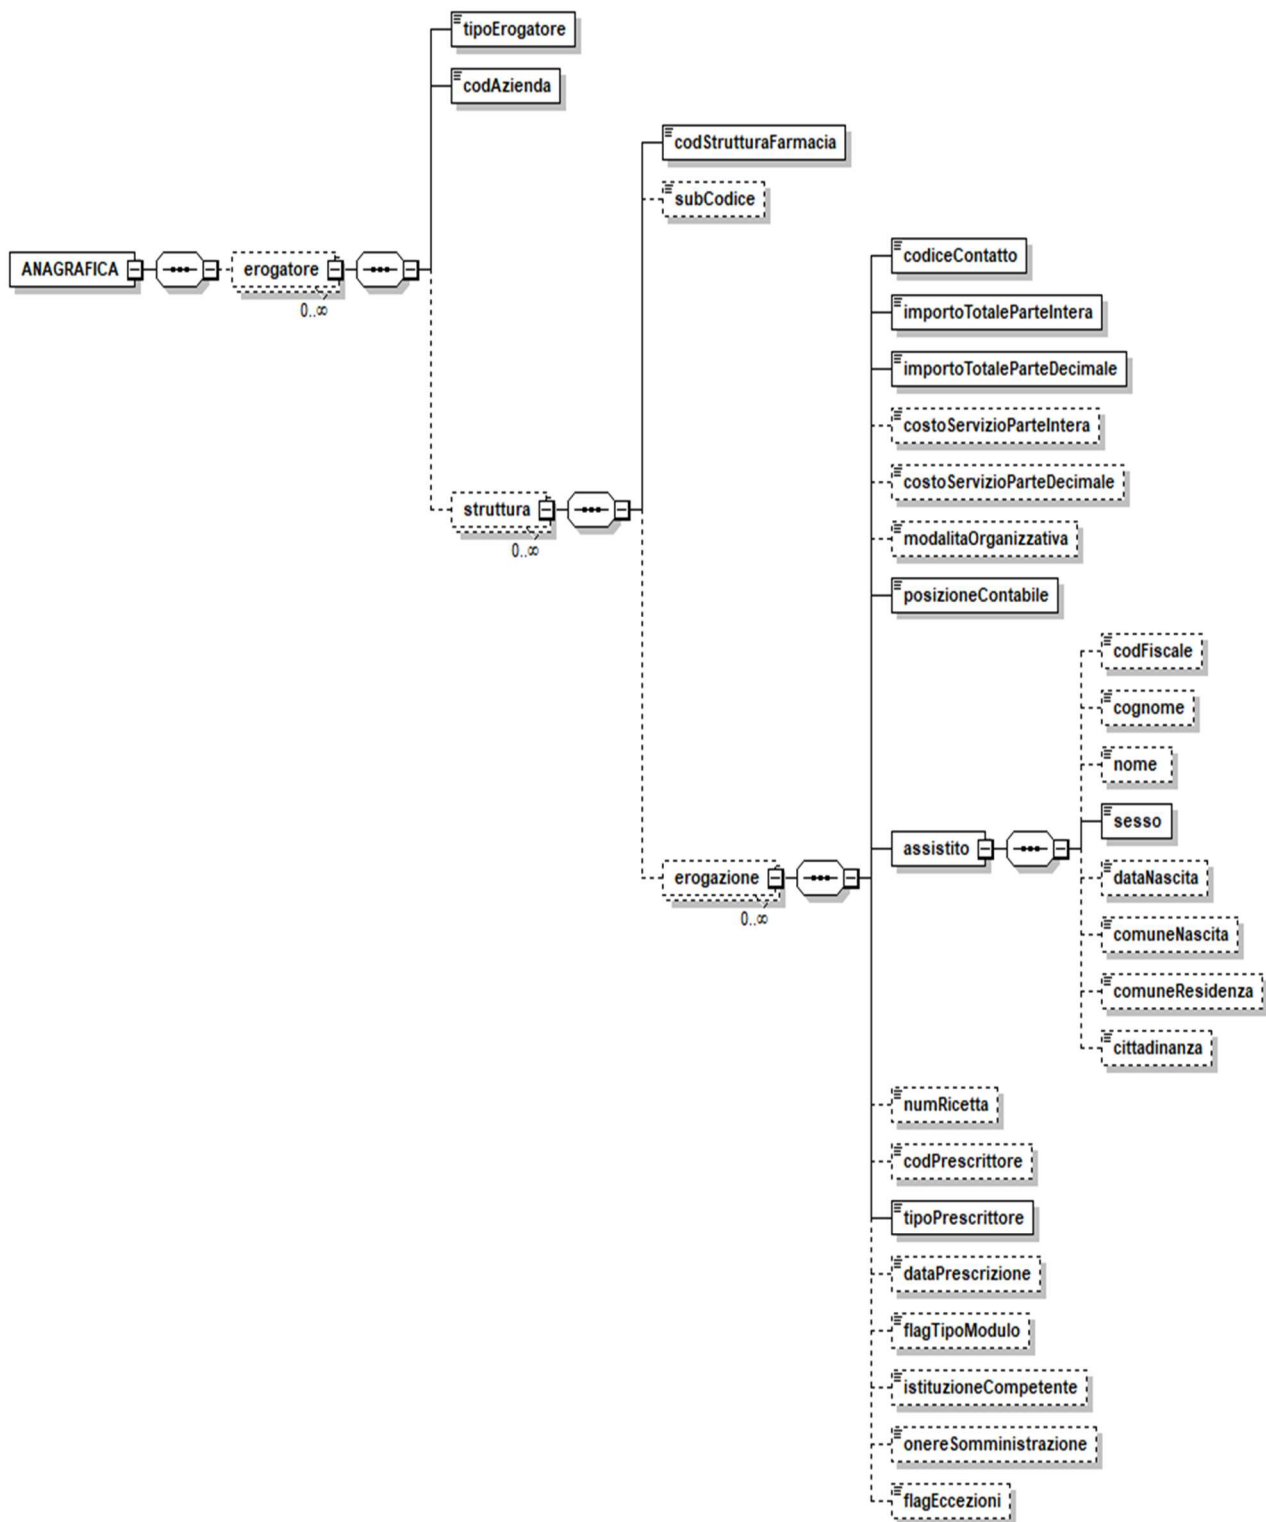 tipoErogatore
codAzienda
codStrutturaFarmacia
subCodice
codiceContatto
ANAGRAFICA
erogatore
0..∞
importoTotaleParteIntera
importoTotaleParteDecimale
costoServizioParteIntera
costoServizioParteDecimale
struttura
0..∞
modalitaOrganizzativa
posizioneContabile
codFiscale
cognome
nome
sesso
assistito
dataNascita
erogazione
0..∞
comuneNascita
comuneResidenza
cittadinanza
numRicetta
codPrescrittore
tipoPrescrittore
dataPrescrizione
flagTipoModulo
istituzioneCompetente
onereSomministrazione
flagEccezioni